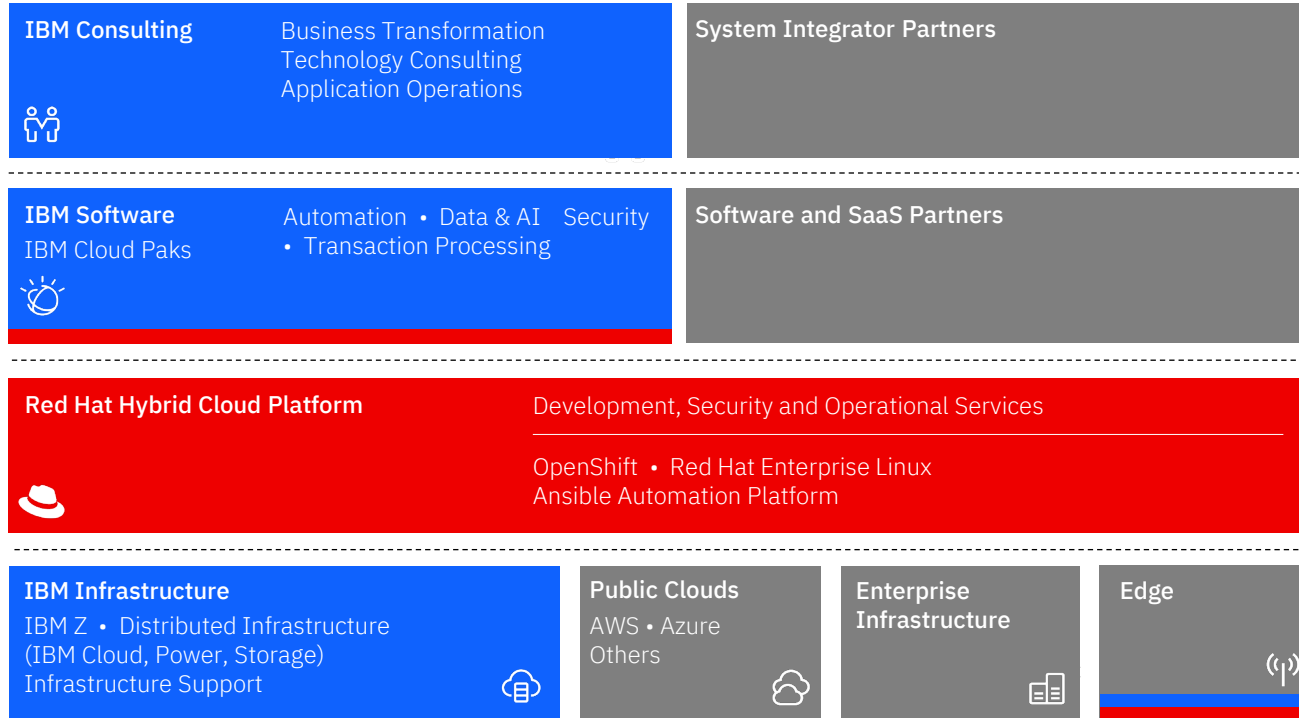 IBM Consulting
Business Transformation
Technology Consulting
Application Operations
System Integrator Partners
IBM Software
IBM Cloud Paks
Automation • Data & AI Security
• Transaction Processing
Software and SaaS Partners
Red Hat Hybrid Cloud Platform
Development, Security and Operational Services
OpenShift • Red Hat Enterprise Linux
Ansible Automation Platform
IBM Infrastructure
IBM Z • Distributed Infrastructure
(IBM Cloud, Power, Storage)
Infrastructure Support
Public Clouds
AWS • Azure
Others
Enterprise
Infrastructure
Edge